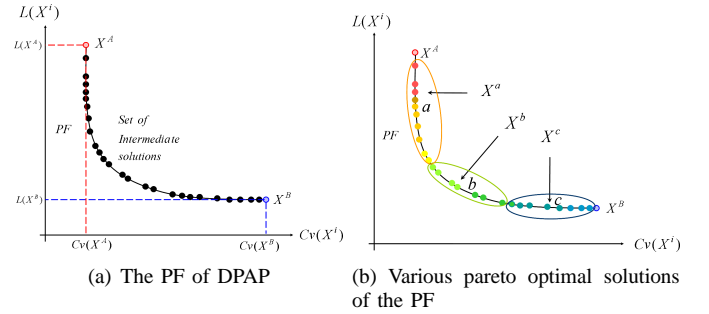 L(X^i)
L(X^A)
X^A
PF
Set of
Intermediate
solutions
L(X^B)
X^B
Cv(X^A)
Cv(X^B)
Cv(X^i)
(a) The PF of DPAP
L(X^i)
X^A
X^a
a
X^b
X^c
PF
b
c
X^B
Cv(X^i)
(b) Various pareto optimal solutions
of the PF